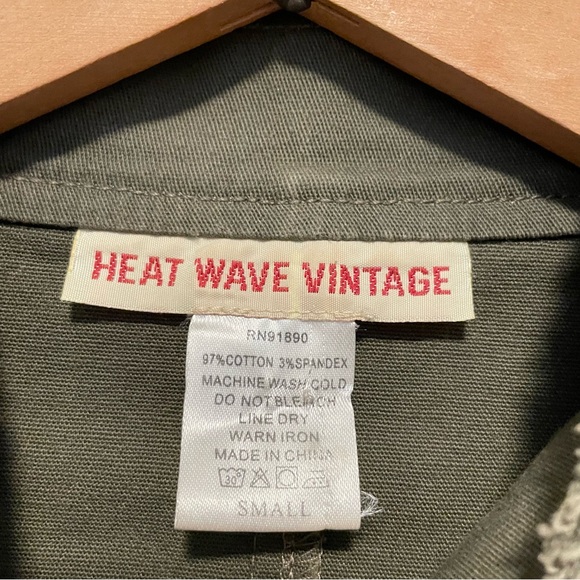 HEAT WAVE VINTAGE
RN91890
97%COTTON 3%SPANDEX
MACHINE WASH COLD
DO NOT BLEACH
LINE DRY
WARN IRON
MADE IN CHINA
30°
SMALL